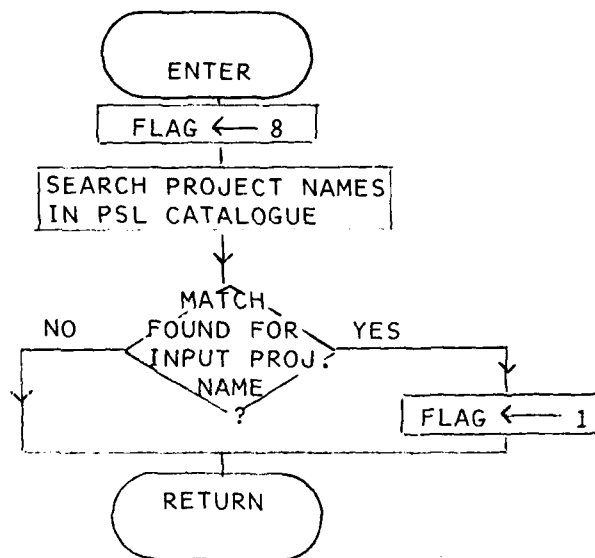 ENTER
FLAG ← 8
SEARCH PROJECT NAMES
IN PSL CATALOGUE
MATCH
FOUND FOR
INPUT PROJ.
NAME
?
NO
YES
FLAG ← 1
RETURN